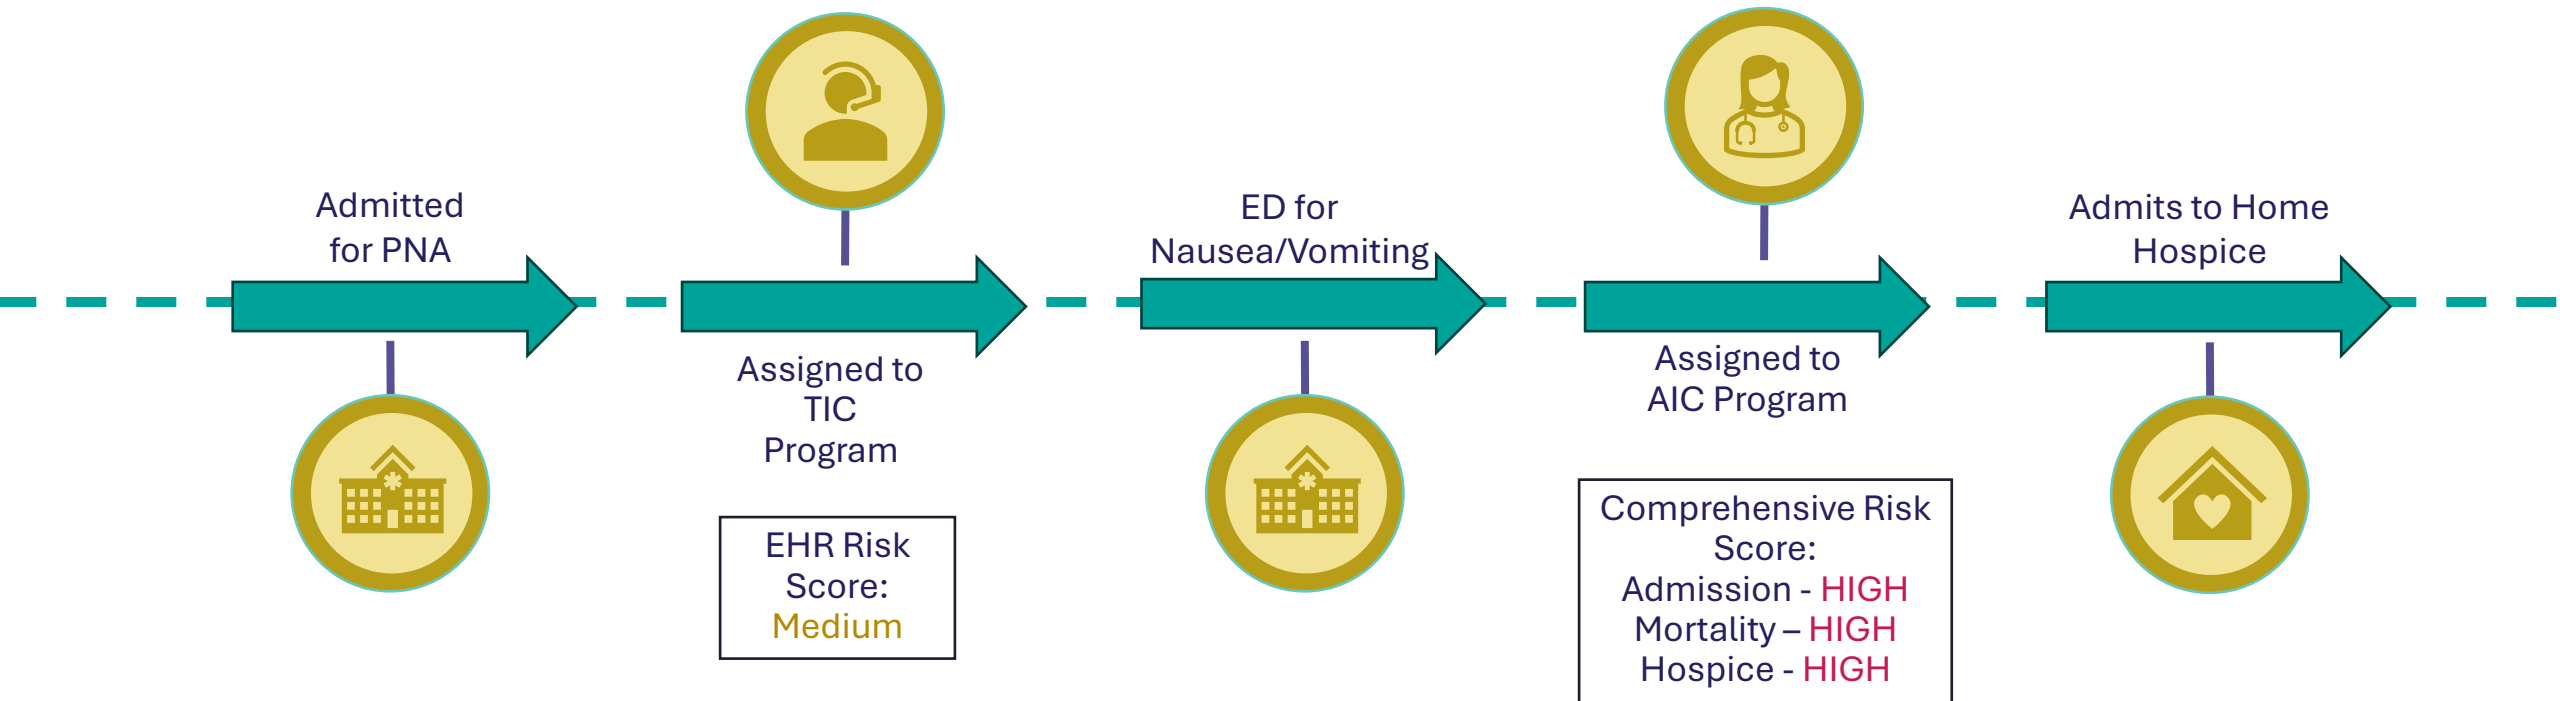 Admitted
for PNA
Assigned to
TIC
Program
EHR Risk
Score:
Medium
ED for
Nausea/Vomiting
Assigned to
AIC Program
Comprehensive Risk
Score:
Admission - HIGH
Mortality – HIGH
Hospice - HIGH
Admits to Home
Hospice